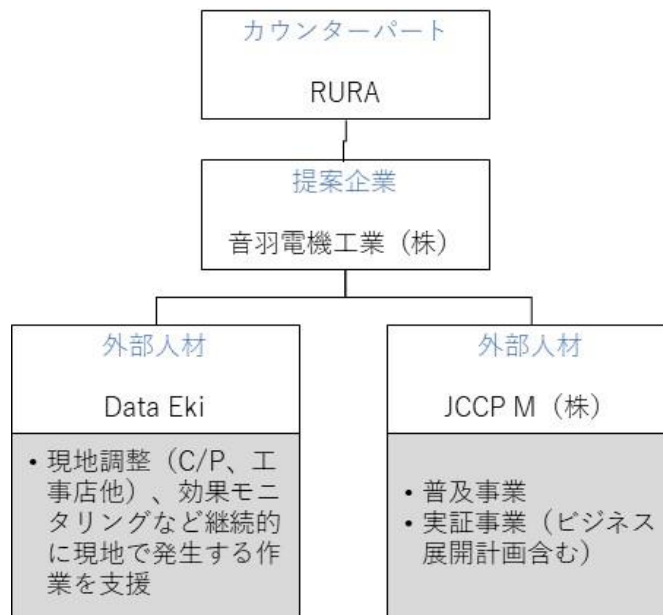 カウンターパート
RURA
提案企業
音羽電機工業（株）
外部人材
Data Eki
・現地調整（C/P、工
事店他）、効果モニ
タリングなど継続的
に現地で発生する作
業を支援
外部人材
JCCP M（株）
・普及事業
・実証事業（ビジネス
展開計画含む）